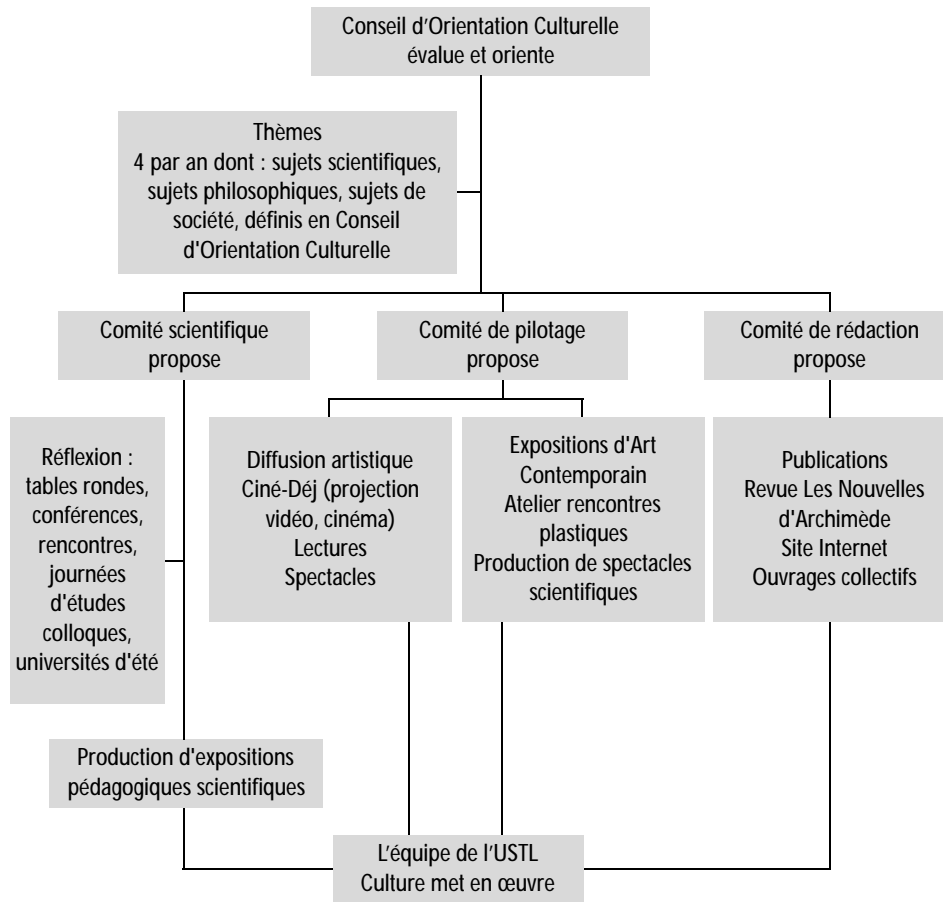 Conseil d'Orientation Culturelle
évalue et oriente
Thèmes
4 par an dont : sujets scientifiques,
sujets philosophiques, sujets de
société, définis en Conseil
d'Orientation Culturelle
Comité scientifique
propose
Comité de pilotage
propose
Comité de rédaction
propose
Réflexion :
tables rondes,
conférences,
rencontres,
journées
d'études
colloques,
universités d'été
Diffusion artistique
Ciné-Déj (projection
vidéo, cinéma)
Lectures
Spectacles
Expositions d'Art
Contemporain
Atelier rencontres
plastiques
Production de spectacles
scientifiques
Publications
Revue Les Nouvelles
d'Archimède
Site Internet
Ouvrages collectifs
Production d'expositions
pédagogiques scientifiques
L'équipe de l'USTL
Culture met en œuvre